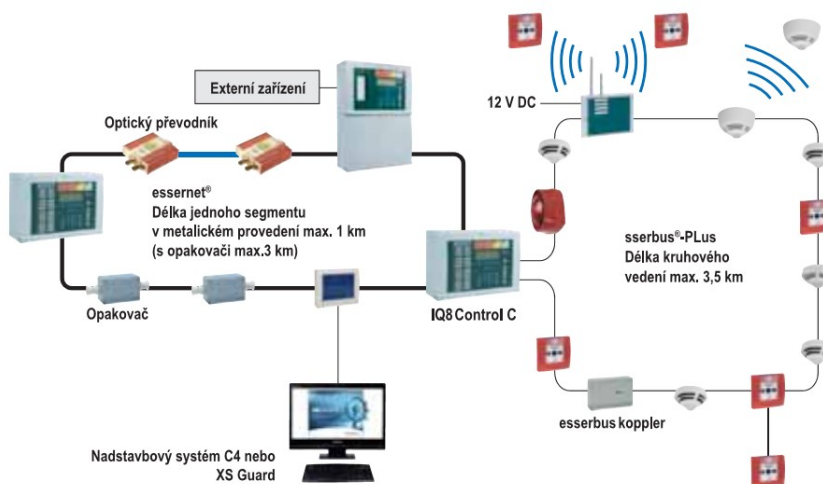 Externí zařízení
12 V DC
Optický převodník
essernet®
Délka jednoho segmentu
v metalickém provedení max. 1 km
(s opakovači max.3 km)
sserbus®-PLus
Délka kruhového
vedení max. 3,5 km
Opakovač
IQ8 Control C
esserbus koppler
Nadstavbový systém C4 nebo
XS Guard